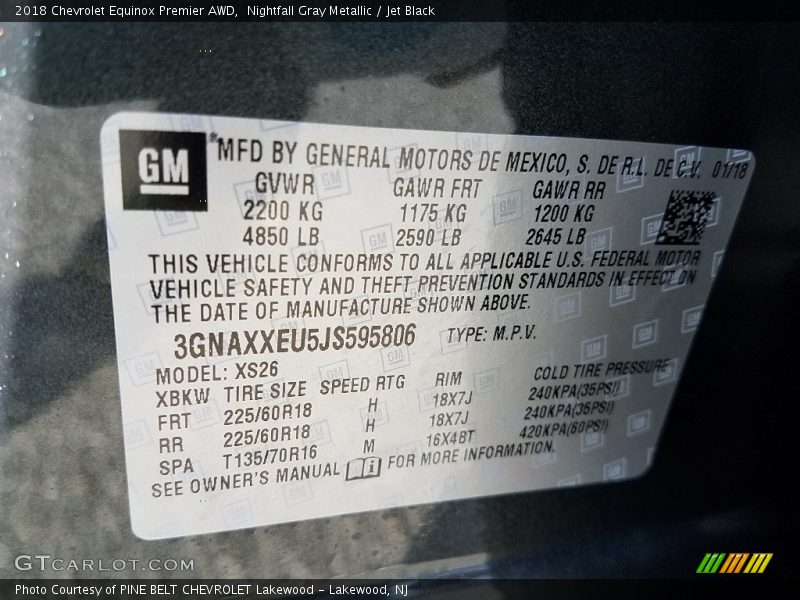 2018 Chevrolet Equinox Premier AWD,  Nightfall Gray Metallic / Jet Black
GM
*MFD BY GENERAL MOTORS DE MEXICO, S. DE R.L. DE C.V. 01/18
GVWR GAWR FRT GAWR RR
2200 KG 1175 KG 1200 KG
4850 LB 2590 LB 2645 LB
THIS VEHICLE CONFORMS TO ALL APPLICABLE U.S. FEDERAL MOTOR
VEHICLE SAFETY AND THEFT PREVENTION STANDARDS IN EFFECT ON
THE DATE OF MANUFACTURE SHOWN ABOVE.
3GNAXXEU5JS595806 TYPE: M.P.V.
MODEL: XS26
XBKW TIRE SIZE SPEED RTG RIM COLD TIRE PRESSURE
FRT 225/60R18 H 18X7J 240KPA(35PSI)
RR 225/60R18 H 18X7J 240KPA(35PSI)
SPA T135/70R16 M 16X4BT 420KPA(60PSI)
SEE OWNER'S MANUAL i FOR MORE INFORMATION.
GTCARLOT.COM
Photo Courtesy of PINE BELT CHEVROLET Lakewood - Lakewood, NJ